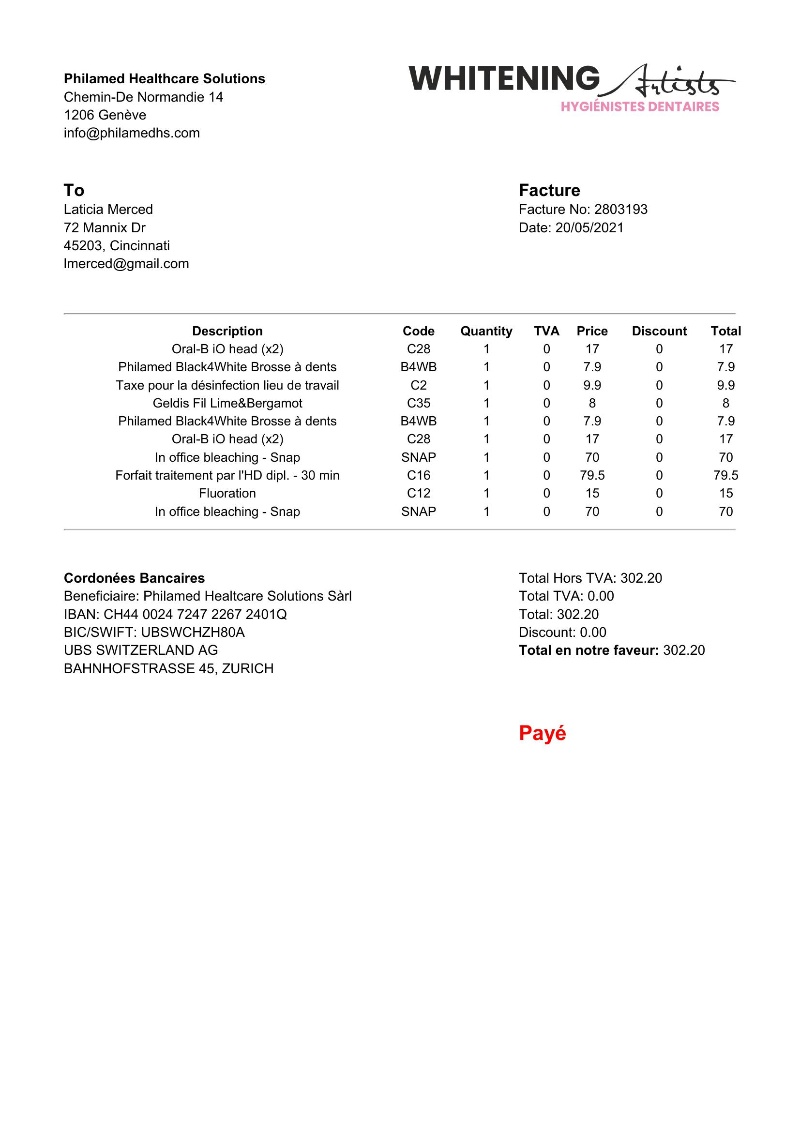 Philamed Healthcare Solutions
Chemin-De Normandie 14
1206 Genève
info@philamedhs.com
WHITENING Artists
HYGIÉNISTES DENTAIRES
To
Laticia Merced
72 Mannix Dr
45203, Cincinnati
lmerced@gmail.com
Facture
Facture No: 2803193
Date: 20/05/2021
Description Code Quantity TVA Price Discount Total
Oral-B iO head (x2) C28 1 0 17 0 17
Philamed Black4White Brosse à dents B4WB 1 0 7.9 0 7.9
Taxe pour la désinfection lieu de travail C2 1 0 9.9 0 9.9
Geldis Fil Lime&Bergamot C35 1 0 8 0 8
Philamed Black4White Brosse à dents B4WB 1 0 7.9 0 7.9
Oral-B iO head (x2) C28 1 0 17 0 17
In office bleaching - Snap SNAP 1 0 70 0 70
Forfait traitement par l'HD dipl. - 30 min C16 1 0 79.5 0 79.5
Fluoration C12 1 0 15 0 15
In office bleaching - Snap SNAP 1 0 70 0 70
Cordonées Bancaires
Beneficiaire: Philamed Healtcare Solutions Sàrl
IBAN: CH44 0024 7247 2267 2401Q
BIC/SWIFT: UBSWCHZH80A
UBS SWITZERLAND AG
BAHNHOFSTRASSE 45, ZURICH
Total Hors TVA: 302.20
Total TVA: 0.00
Total: 302.20
Discount: 0.00
Total en notre faveur: 302.20
Payé